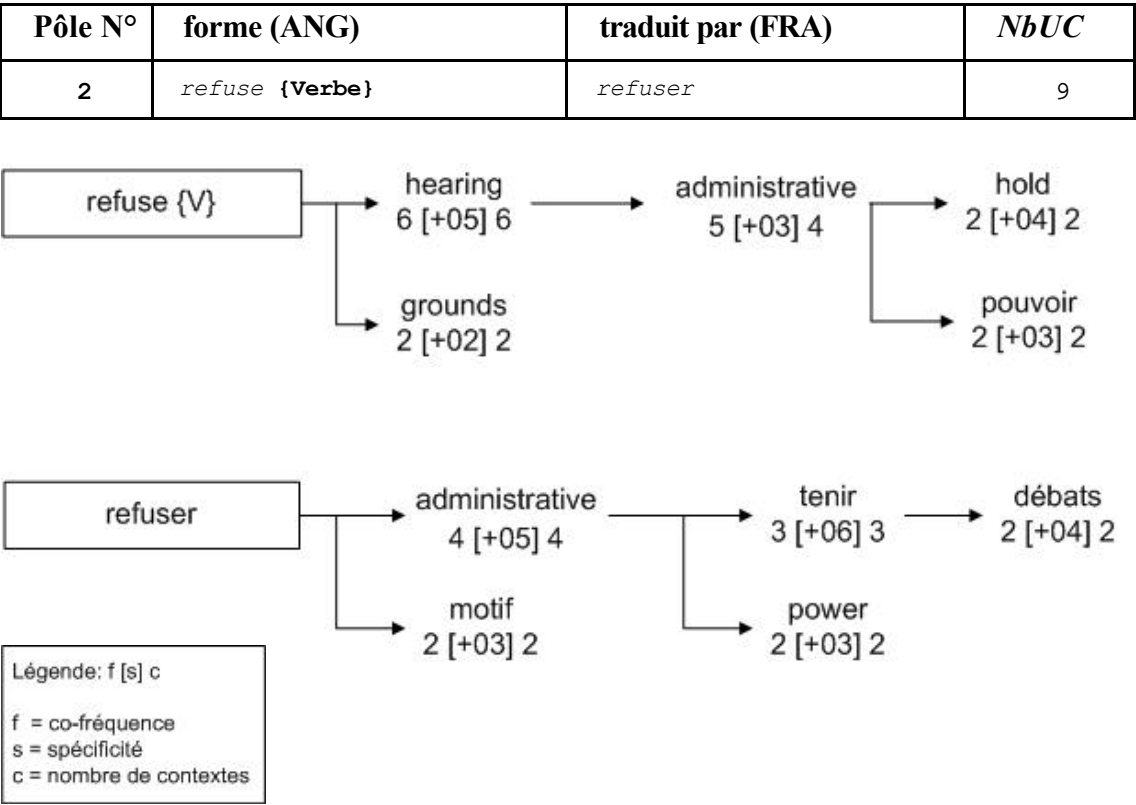 Pôle N° forme (ANG) traduit par (FRA) NbUC
2 refuse {Verbe} refuser 9
refuse {V}
hearing
6 [+05] 6
administrative
5 [+03] 4
hold
2 [+04] 2
grounds
2 [+02] 2
pouvoir
2 [+03] 2
refuser
administrative
4 [+05] 4
tenir
3 [+06] 3
débats
2 [+04] 2
motif
2 [+03] 2
power
2 [+03] 2
Légende: f [s] c
f = co-fréquence
s = spécificité
c = nombre de contextes